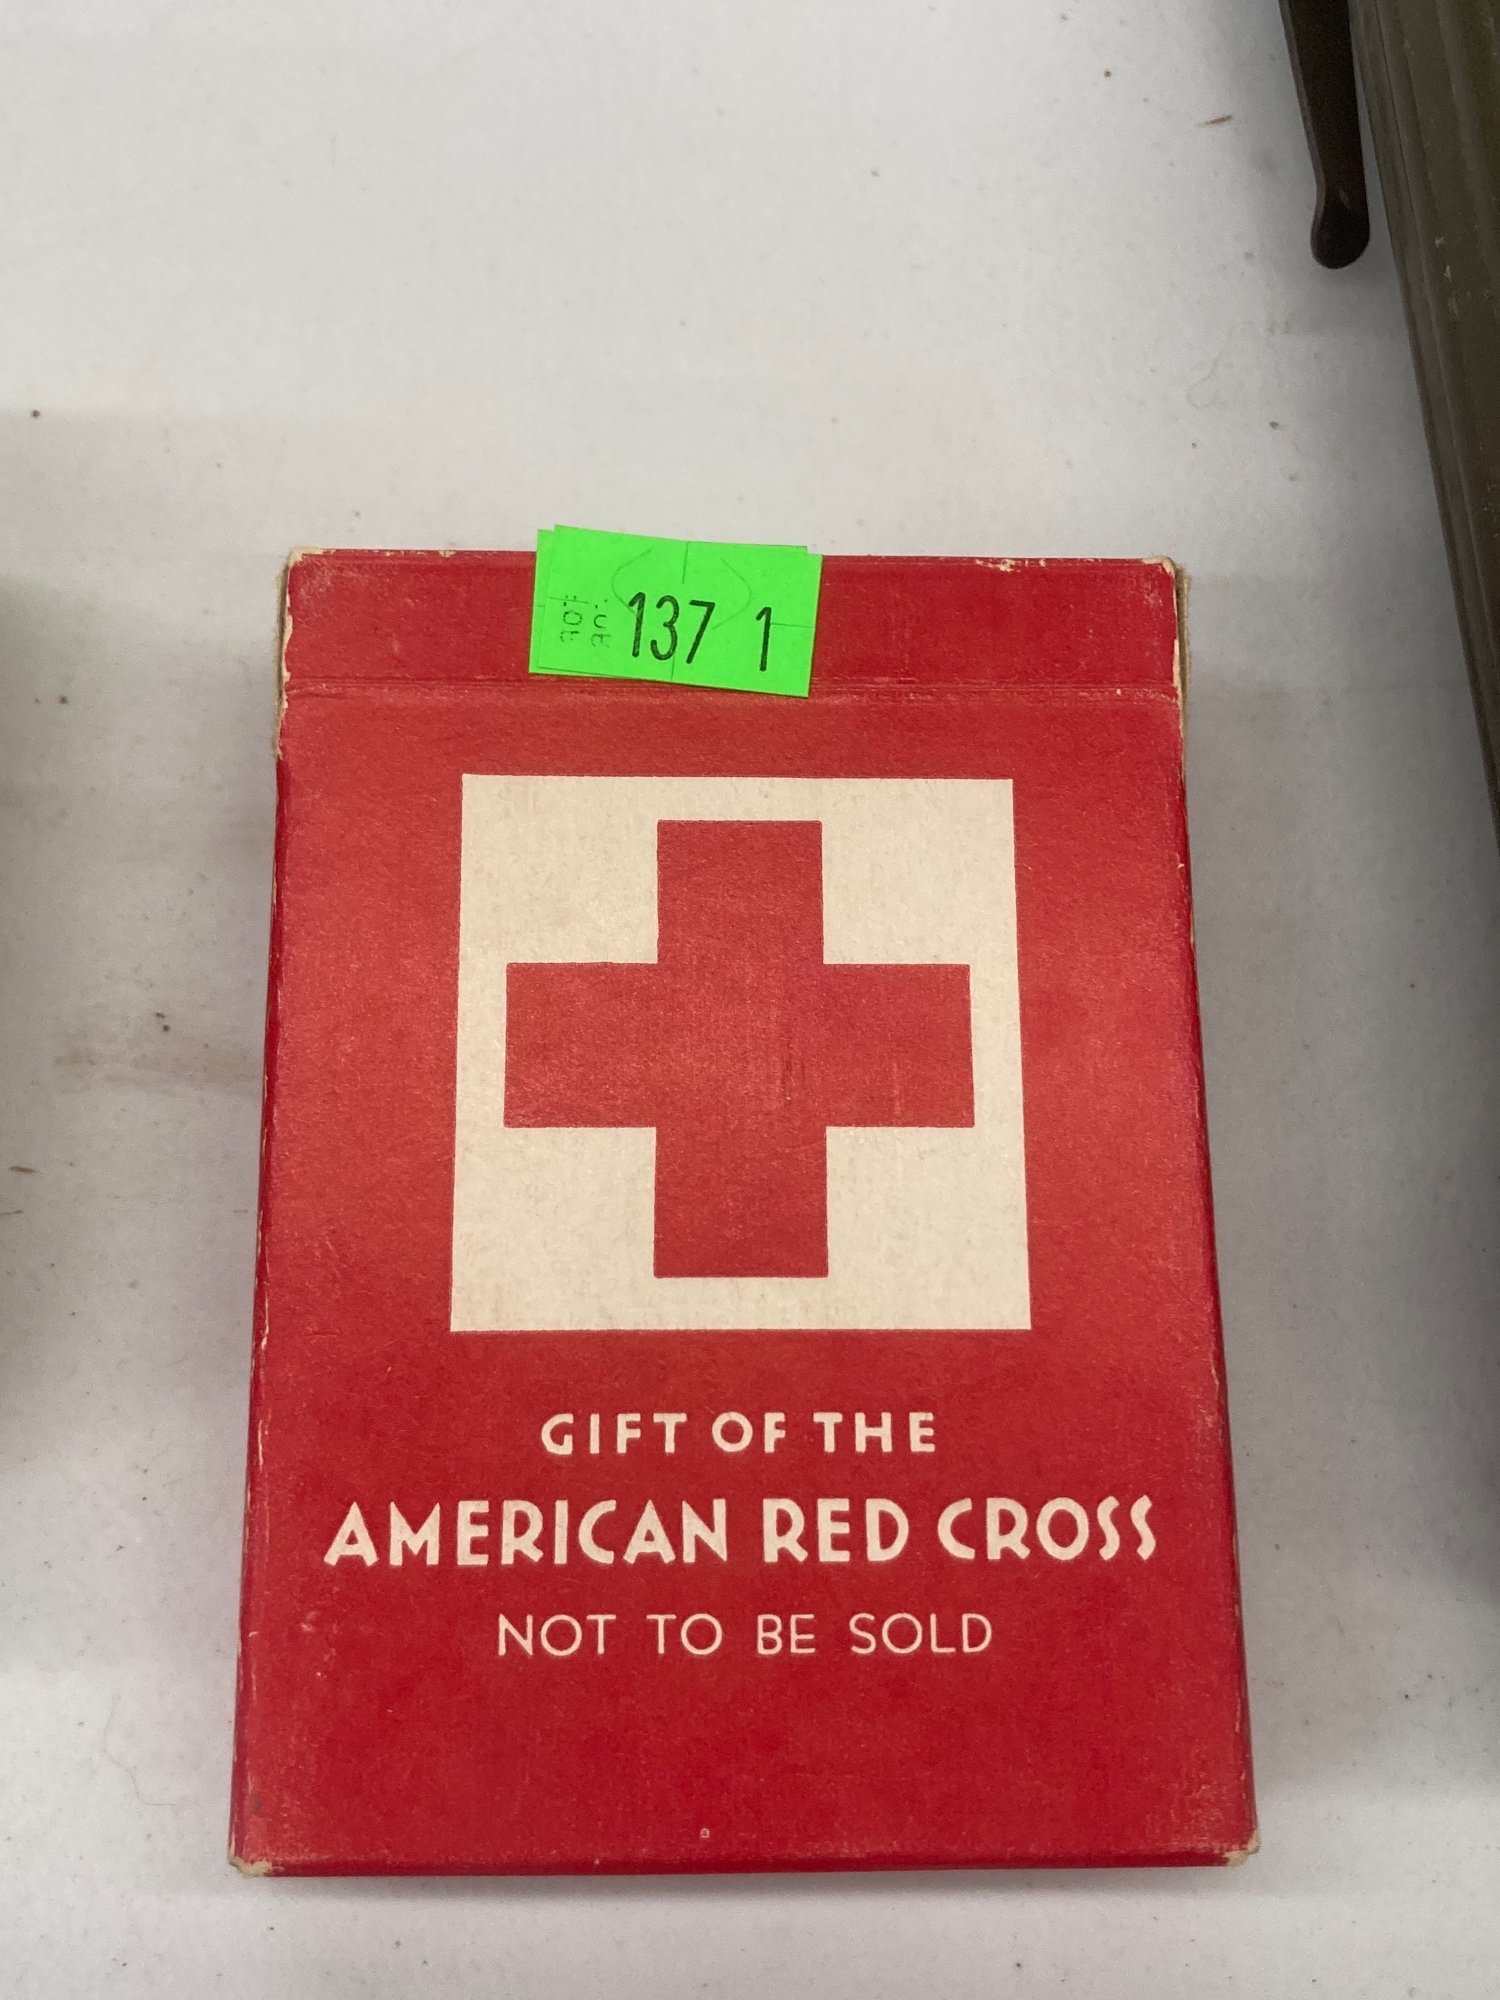 137 1
GIFT OF THE
AMERICAN RED CROSS
NOT TO BE SOLD